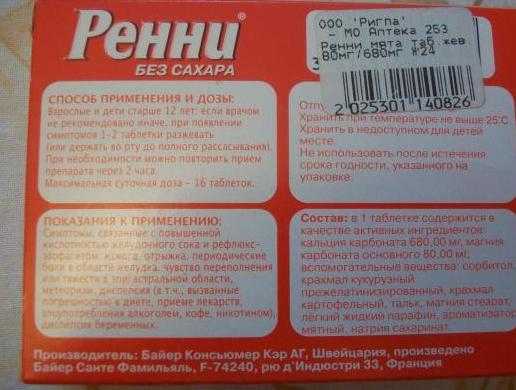 Ренни®
БЕЗ САХАРА
ООО "Ригла"
– МО Аптека 253
Ренни мята таб жев
80мг/680мг #24
2 025301 140826
СПОСОБ ПРИМЕНЕНИЯ И ДОЗЫ:
Взрослые и дети старше 12 лет: если врачом
не рекомендовано иначе, при появлении
симптомов 1-2 таблетки разжевать
(или держать во рту до полного рассасывания).
При необходимости можно повторить прием
препарата через 2 часа.
Максимальная суточная доза – 16 таблеток.
Отпу
Хранить при температуре не выше 25°С
Хранить в недоступном для детей
месте.
Не использовать после истечения
срока годности, указанного на
упаковке.
ПОКАЗАНИЯ К ПРИМЕНЕНИЮ:
Симптомы, связанные с повышенной
кислотностью желудочного сока и рефлюкс-
эзофагитом: изжога, отрыжка, периодические
боли в области желудка, чувство переполнения
или тяжести в эпигастральной области,
метеоризм, диспепсия (в т.ч., вызванные
погрешностью в диете, приеме лекарств,
злоупотребления алкоголем, кофе, никотином),
диспепсия беременных.
Состав: в 1 таблетке содержится в
качестве активных ингредиентов:
кальция карбоната 680,00 мг, магния
карбоната основного 80,00 мг;
вспомогательные вещества: сорбитол,
крахмал кукурузный
прежелатинизированный, крахмал
картофельный, тальк, магния стеарат,
легкий жидкий парафин, ароматизатор
мятный, натрия сахаринат.
Производитель: Байер Консьюмер Кэр АГ, Швейцария, произведено
Байер Санте Фамильяль, F-74240, рю д'Индюстри 33, Франция